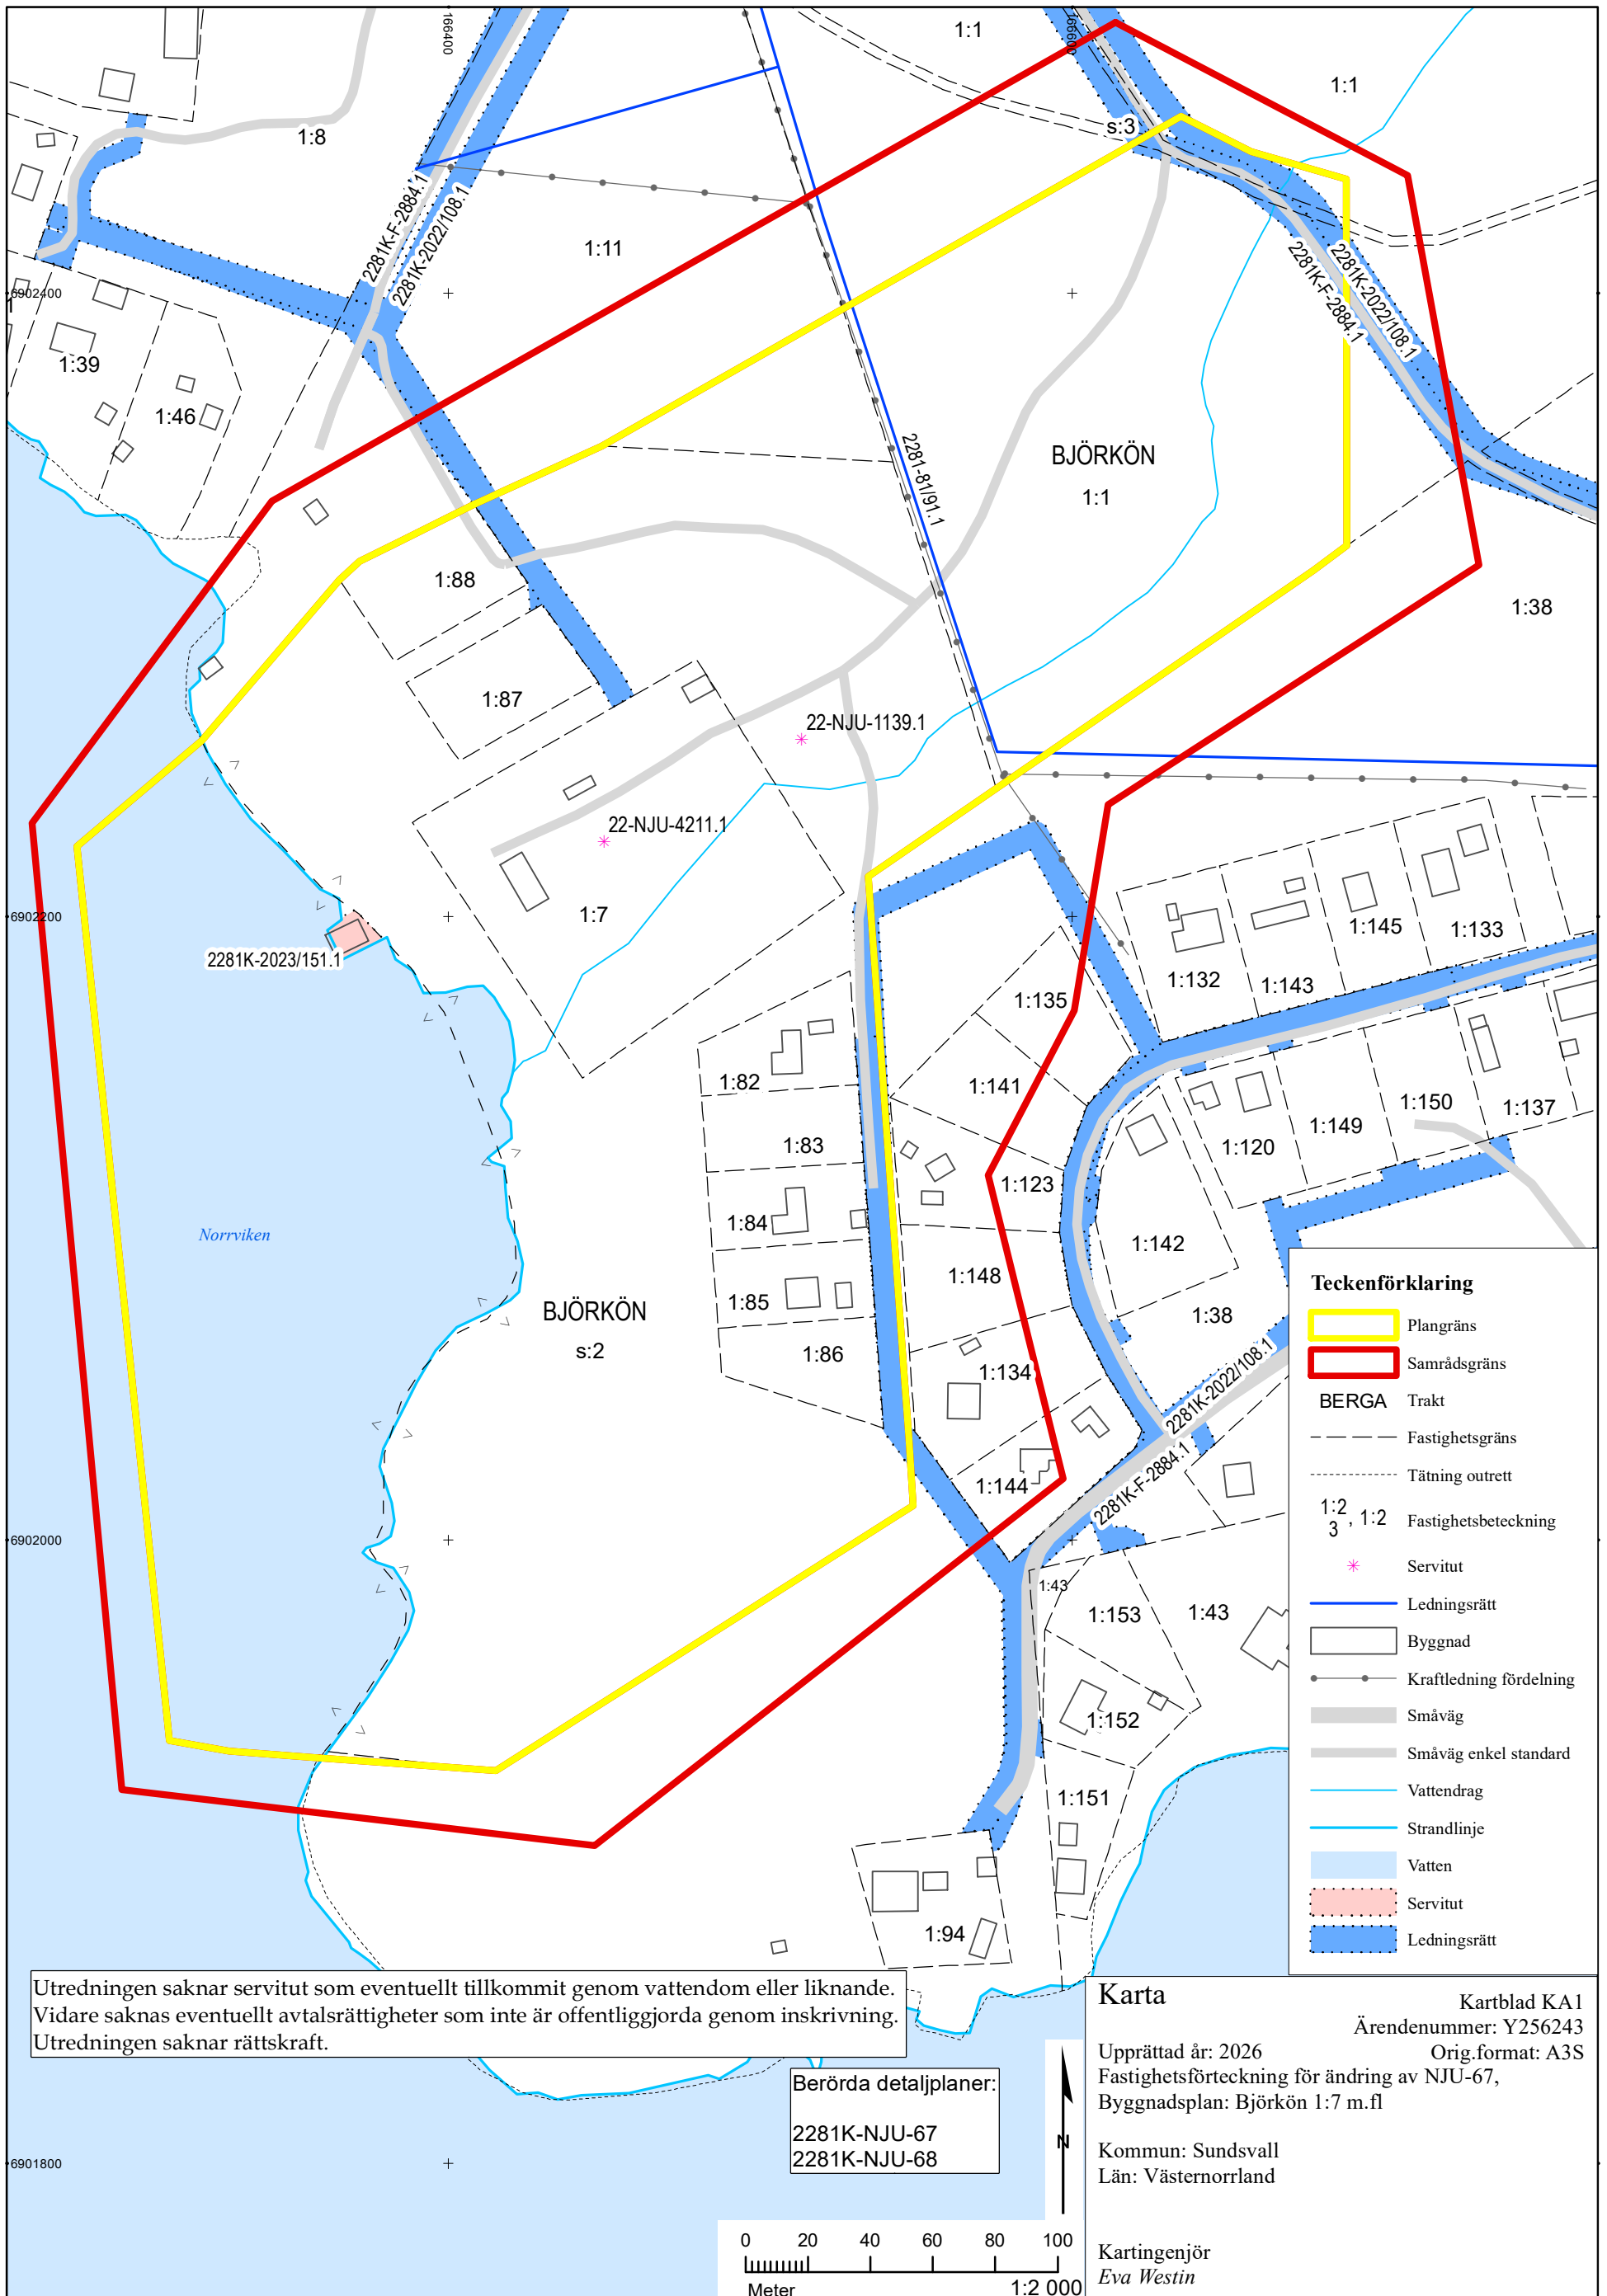 166400
166600
1:1
1:1
s:3
1:8
2281K-F-2884.1
2281K-2022/108.1
1:11
2281K-2022/108.1
2281K-F-2884.1
6902400
1:39
1:46
2281-81/91.1
BJÖRKÖN
1:1
1:88
1:38
1:87
22-NJU-1139.1
22-NJU-4211.1
1:7
6902200
2281K-2023/151.1
1:145
1:133
1:132
1:143
1:135
1:82
1:141
1:150
1:137
1:149
1:83
1:120
1:123
1:84
Norrviken
1:142
1:148
1:85
BJÖRKÖN
s:2
1:38
1:86
1:134
2281K-2022/108.1
2281K-F-2884.1
1:144
6902000
1:43
1:153
1:43
1:152
1:151
1:94
Teckenförklaring
Plangräns
Samrådsgräns
BERGA Trakt
Fastighetsgräns
Tätning outrett
1:2
3 , 1:2 Fastighetsbeteckning
Servitut
Ledningsrätt
Byggnad
Kraftledning fördelning
Småväg
Småväg enkel standard
Vattendrag
Strandlinje
Vatten
Servitut
Ledningsrätt
Utredningen saknar servitut som eventuellt tillkommit genom vattendom eller liknande.
Vidare saknas eventuellt avtalsrättigheter som inte är offentliggjorda genom inskrivning.
Utredningen saknar rättskraft.
Berörda detaljplaner:
2281K-NJU-67
2281K-NJU-68
6901800
N
0 20 40 60 80 100
Meter 1:2 000
Karta
Kartblad KA1
Ärendenummer: Y256243
Upprättad år: 2026 Orig.format: A3S
Fastighetsförteckning för ändring av NJU-67,
Byggnadsplan: Björkön 1:7 m.fl
Kommun: Sundsvall
Län: Västernorrland
Kartingenjör
Eva Westin